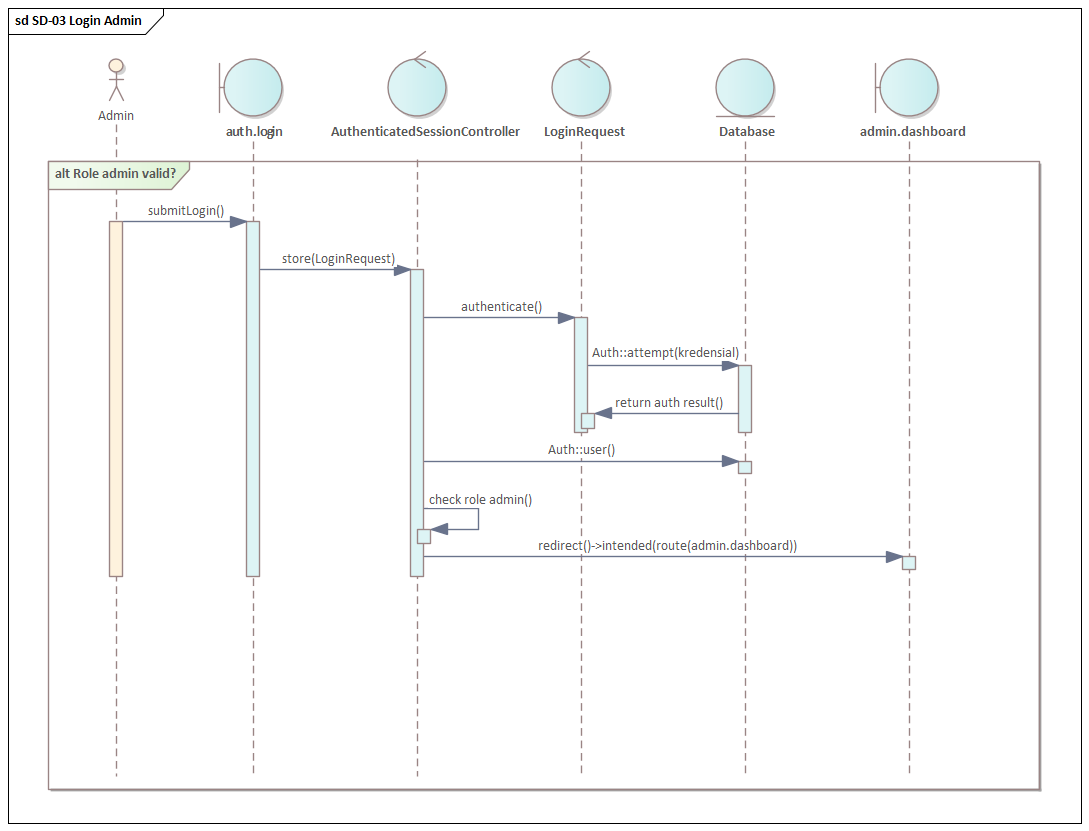 sd SD-03 Login Admin
Admin
auth.login
AuthenticatedSessionController
LoginRequest
Database
admin.dashboard
alt Role admin valid?
submitLogin()
store(LoginRequest)
authenticate()
Auth::attempt(kredensial)
return auth result()
Auth::user()
check role admin()
redirect()->intended(route(admin.dashboard))